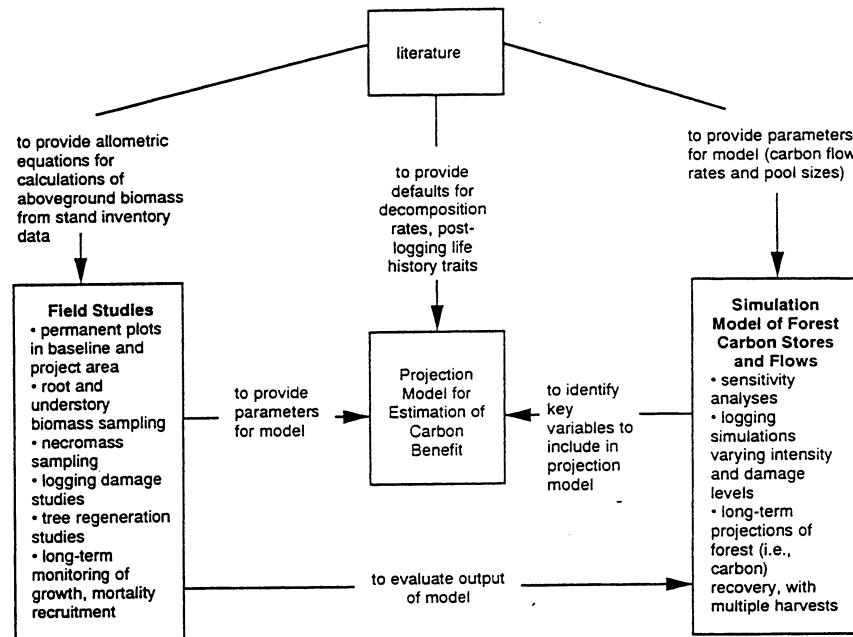 literature
to provide allometric
equations for
calculations of
aboveground biomass
from stand inventory
data
to provide
defaults for
decomposition
rates, post-
logging life
history traits
to provide parameters
for model (carbon flow
rates and pool sizes)
Field Studies
• permanent plots
in baseline and
project area
• root and
understory
biomass sampling
• necromass
sampling
• logging damage
studies
• tree regeneration
studies
• long-term
monitoring of
growth, mortality
recruitment
to provide
parameters
for model
Projection
Model for
Estimation of
Carbon
Benefit
to identify
key
variables to
include in
projection
model
Simulation
Model of Forest
Carbon Stores
and Flows
• sensitivity
analyses
• logging
simulations
varying intensity
and damage
levels
• long-term
projections of
forest (i.e.,
carbon)
recovery, with
multiple harvests
to evaluate output
of model